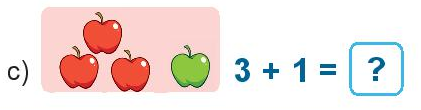 c) 3 + 1 = ?